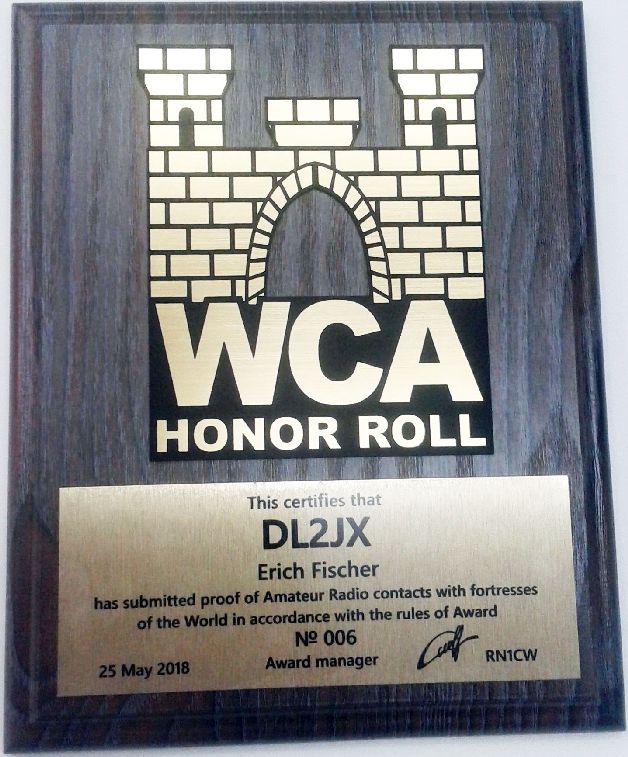 WCA
HONOR ROLL
This certifies that
DL2JX
Erich Fischer
has submitted proof of Amateur Radio contacts with fortresses
of the World in accordance with the rules of Award
№ 006
25 May 2018 Award manager RN1CW